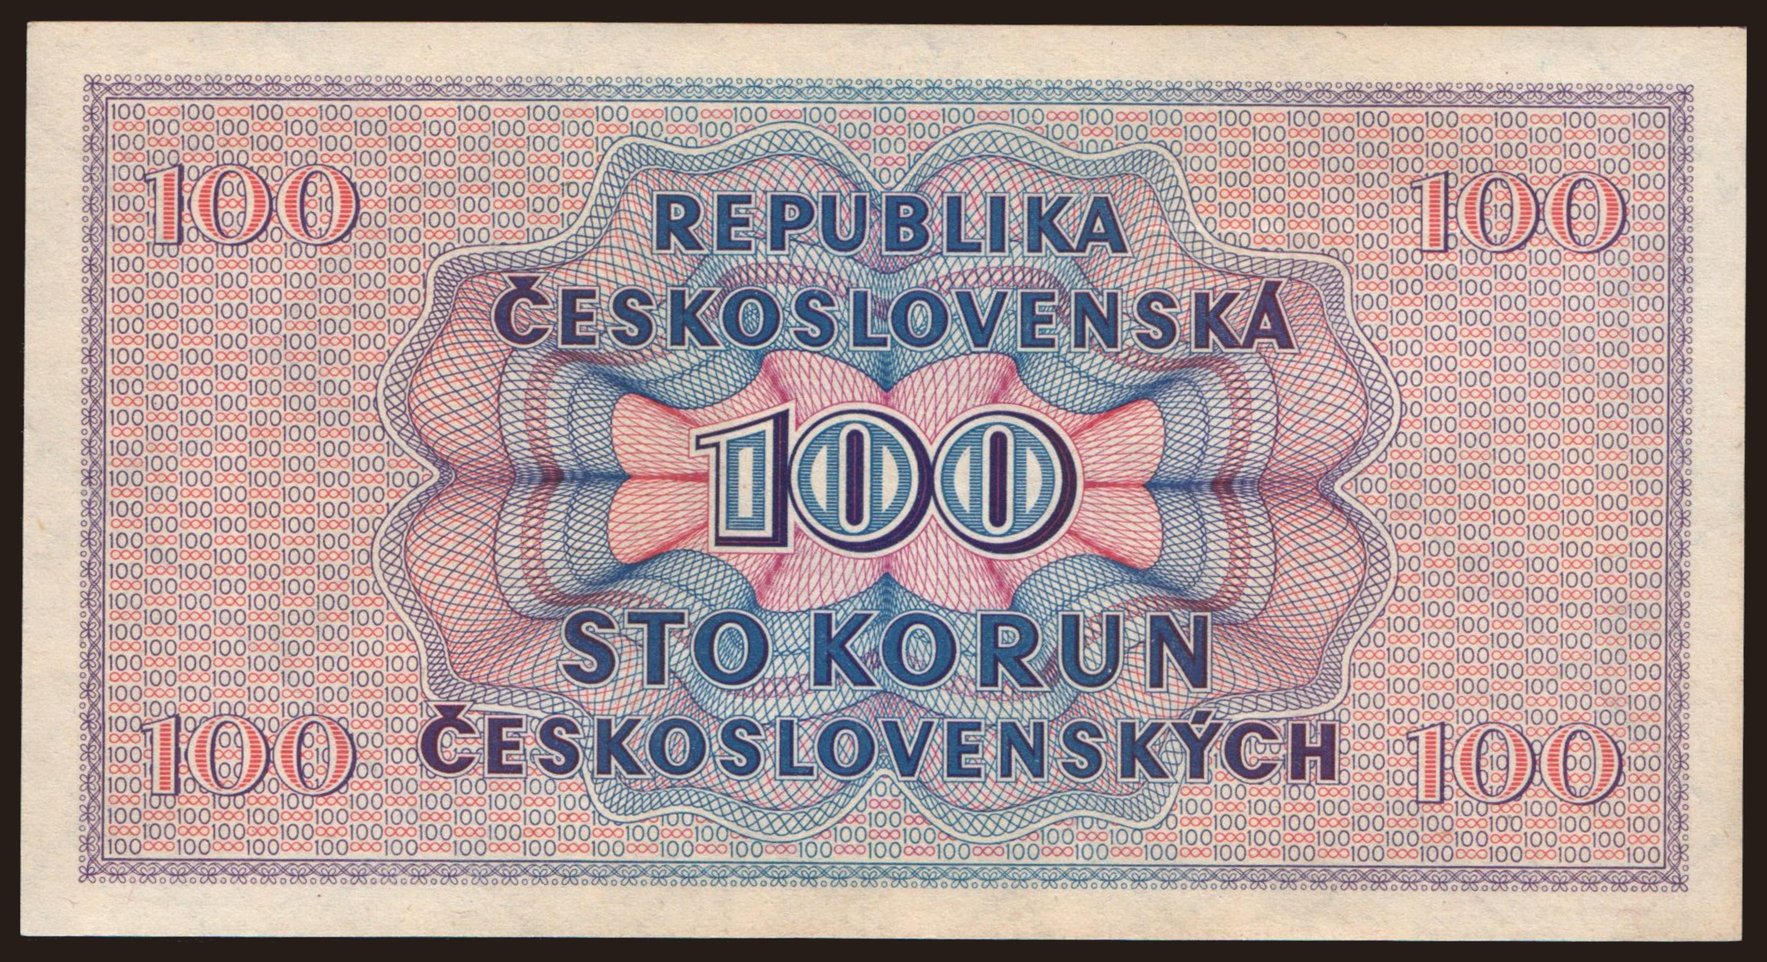 100 100
REPUBLIKA
ČESKOSLOVENSKÁ
100
STO KORUN
ČESKOSLOVENSKÝCH
100 100